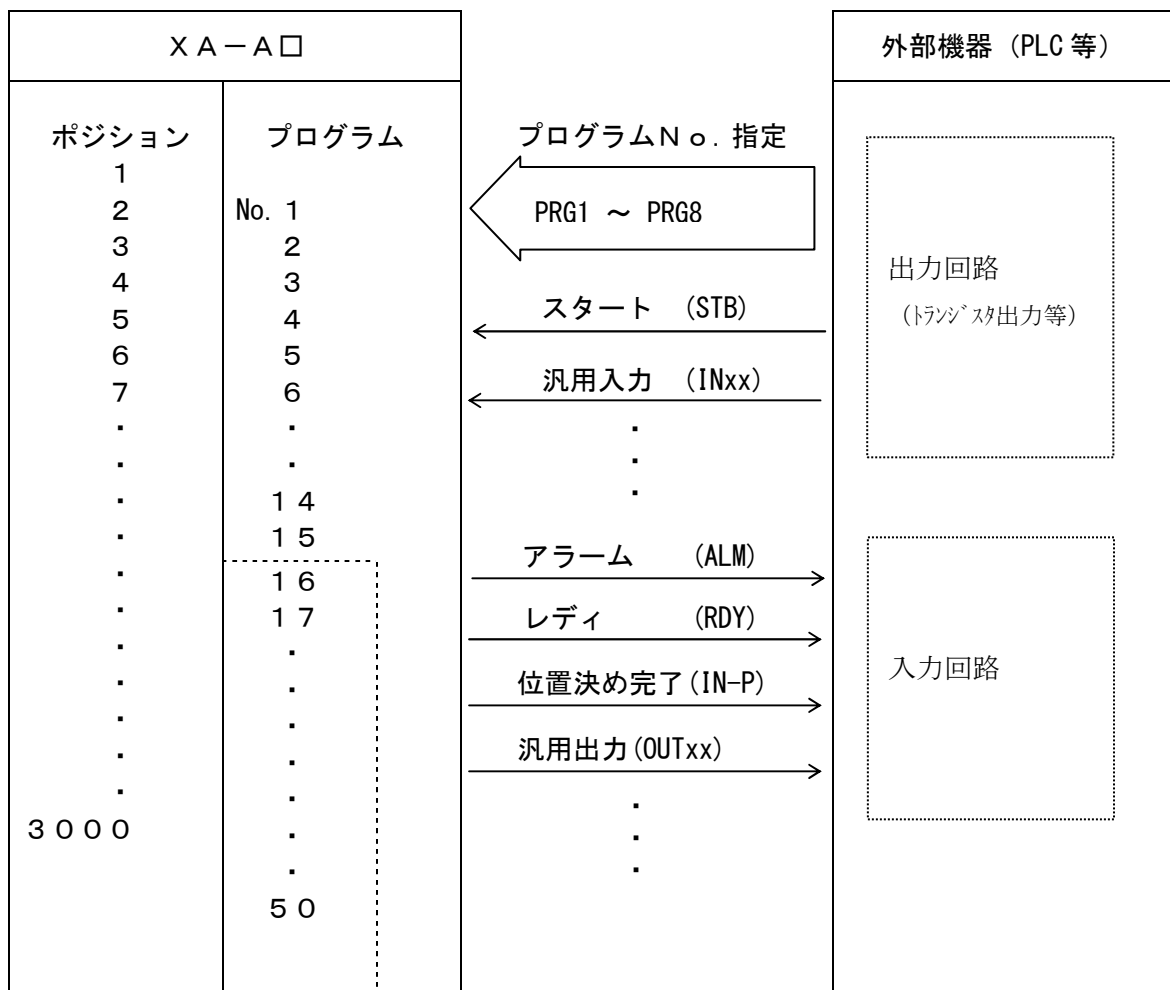 ＸＡ－Ａ□
外部機器（PLC等）
ポジション
1
2
3
4
5
6
7
・
・
・
・
・
・
・
・
・
・
・
３０００
プログラム
No. 1
2
3
4
5
6
・
・
１４
１５
１６
１７
・
・
・
・
・
・
・
５０
プログラムＮｏ．指定
PRG1 ～ PRG8
スタート （STB）
汎用入力 （INxx）
・
・
・
アラーム （ALM）
レディ （RDY）
位置決め完了（IN-P）
汎用出力（OUTxx）
・
・
・
出力回路
（ﾄﾗﾝｼﾞｽﾀ出力等）
入力回路